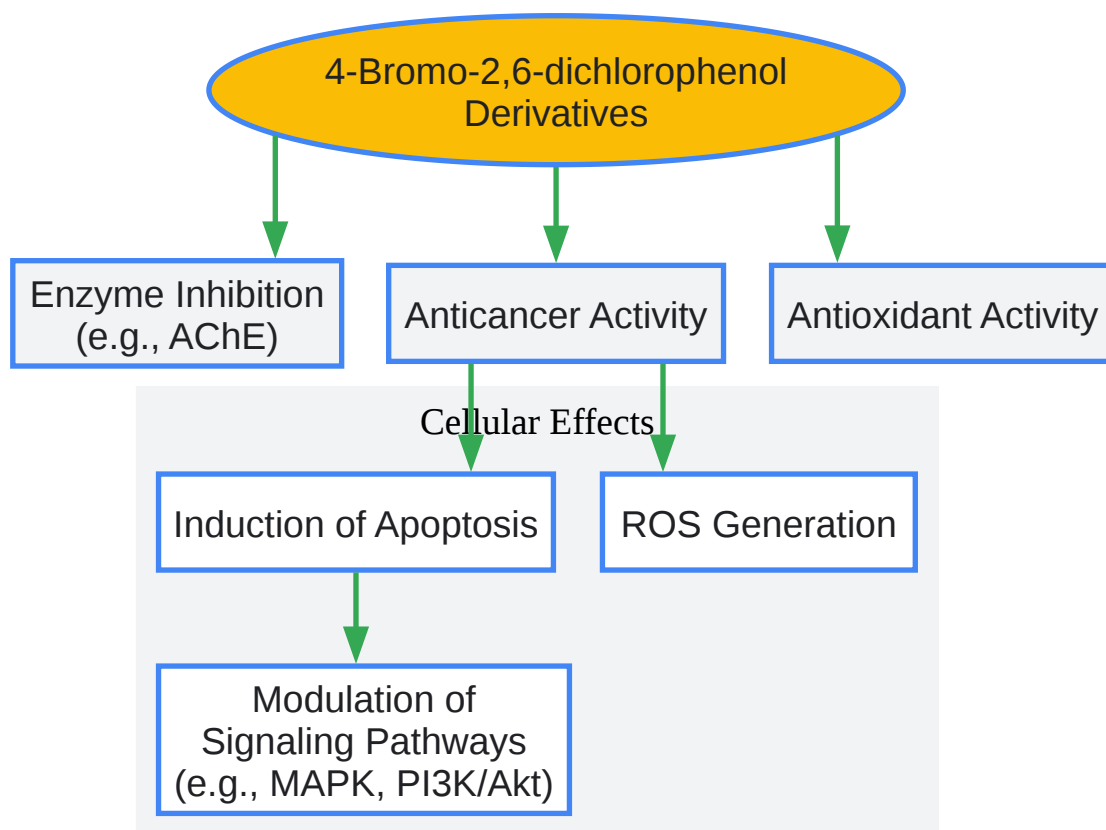 4-Bromo-2,6-dichlorophenol
Derivatives
Enzyme Inhibition
(e.g., AChE)
Anticancer Activity
Antioxidant Activity
Cellular Effects
Induction of Apoptosis
ROS Generation
Modulation of
Signaling Pathways
(e.g., MAPK, PI3K/Akt)